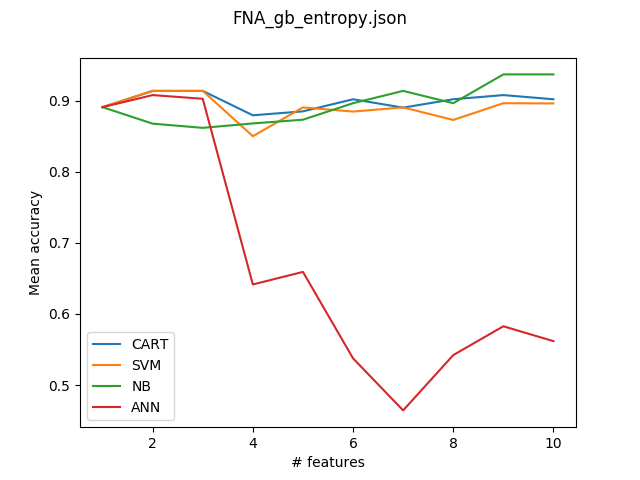 FNA_gb_entropy.json
Mean accuracy
0.9
0.8
0.7
0.6
0.5
CART
SVM
NB
ANN
2 4 6 8 10
# features